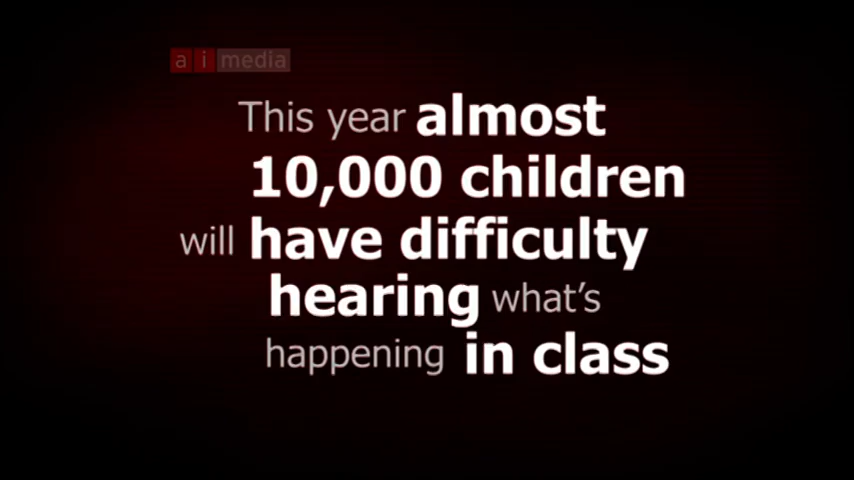 ai media
This year almost
10,000 children
will have difficulty
hearing what's
happening in class